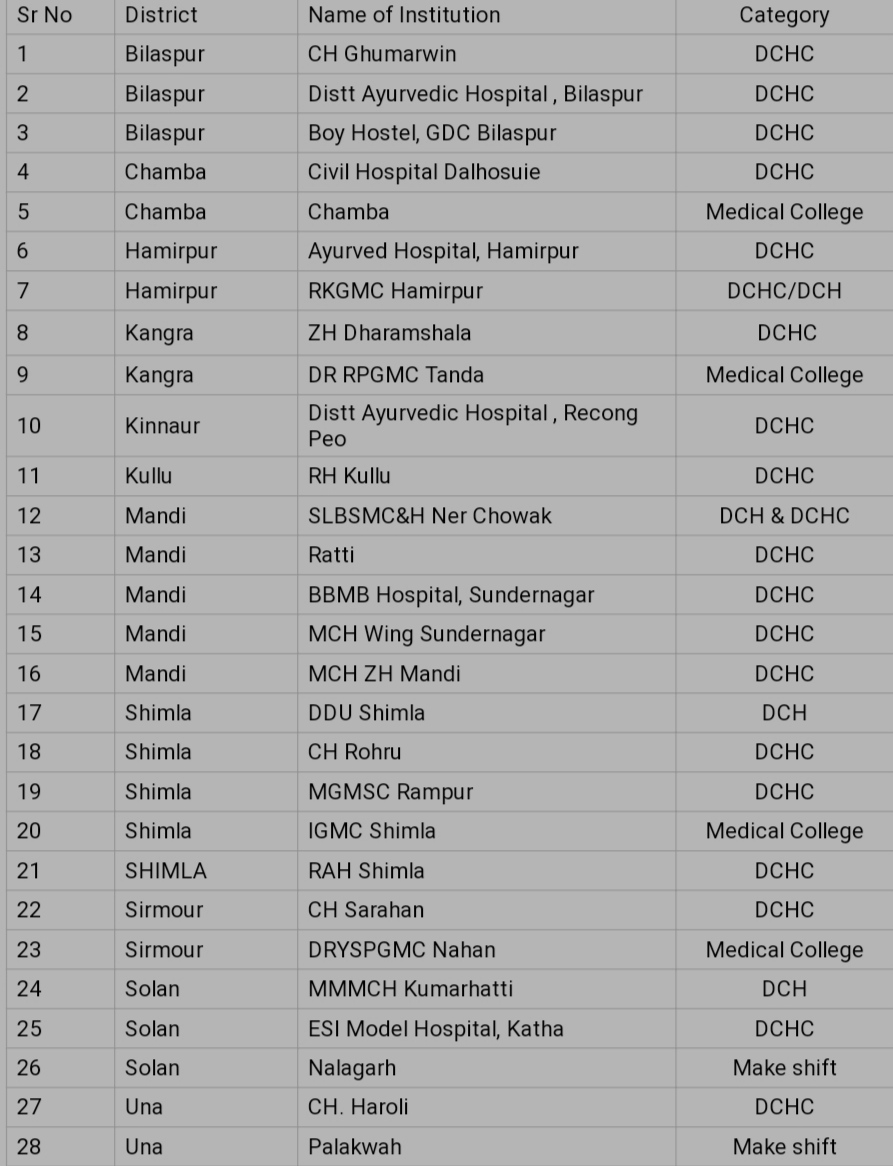 Sr No District Name of Institution Category
1 Bilaspur CH Ghumarwin DCHC
2 Bilaspur Distt Ayurvedic Hospital , Bilaspur DCHC
3 Bilaspur Boy Hostel, GDC Bilaspur DCHC
4 Chamba Civil Hospital Dalhosuie DCHC
5 Chamba Chamba Medical College
6 Hamirpur Ayurved Hospital, Hamirpur DCHC
7 Hamirpur RKGMC Hamirpur DCHC/DCH
8 Kangra ZH Dharamshala DCHC
9 Kangra DR RPGMC Tanda Medical College
10 Kinnaur Distt Ayurvedic Hospital , Recong
Peo DCHC
11 Kullu RH Kullu DCHC
12 Mandi SLBSMC&H Ner Chowak DCH & DCHC
13 Mandi Ratti DCHC
14 Mandi BBMB Hospital, Sundernagar DCHC
15 Mandi MCH Wing Sundernagar DCHC
16 Mandi MCH ZH Mandi DCHC
17 Shimla DDU Shimla DCH
18 Shimla CH Rohru DCHC
19 Shimla MGMSC Rampur DCHC
20 Shimla IGMC Shimla Medical College
21 SHIMLA RAH Shimla DCHC
22 Sirmour CH Sarahan DCHC
23 Sirmour DRYSPGMC Nahan Medical College
24 Solan MMMCH Kumarhatti DCH
25 Solan ESI Model Hospital, Katha DCHC
26 Solan Nalagarh Make shift
27 Una CH. Haroli DCHC
28 Una Palakwah Make shift